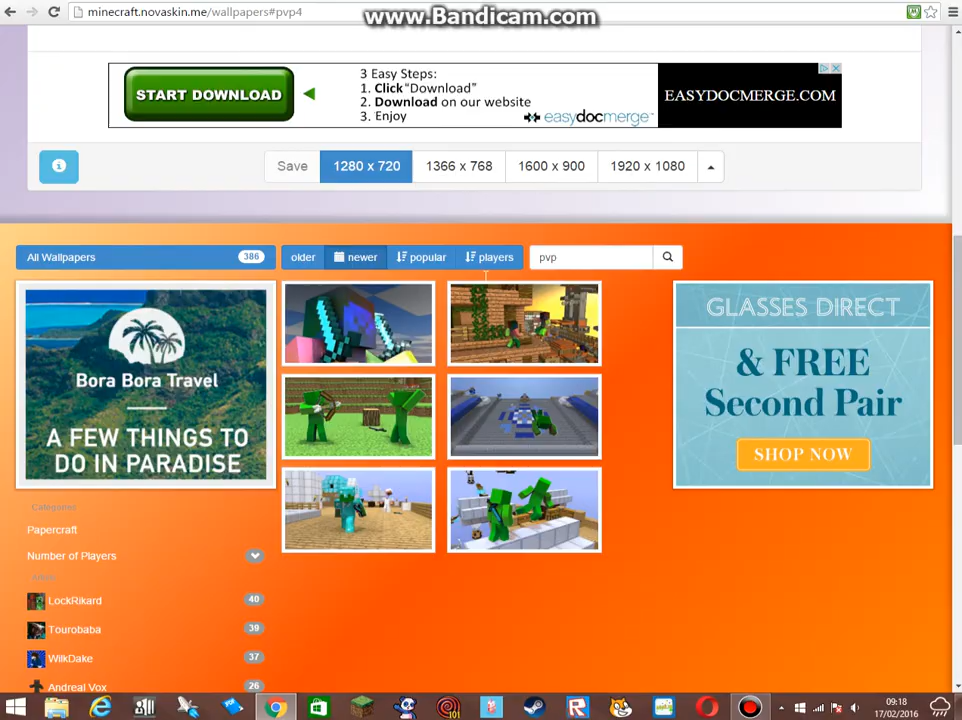 minecraft.novaskin.me/wallpapers#pvp4
www.Bandicam.com
START DOWNLOAD
3 Easy Steps:
1. Click "Download"
2. Download on our website
3. Enjoy
easydocmerge™
EASYDOCMERGE.COM
Save
1280 x 720
1366 x 768
1600 x 900
1920 x 1080
All Wallpapers 386
older
newer
popular
players
pvp
Bora Bora Travel
A FEW THINGS TO
DO IN PARADISE
GLASSES DIRECT
& FREE
Second Pair
SHOP NOW
Categories
Papercraft
Number of Players
LockRikard 40
Tourobaba 39
WilkDake 37
Andreal Vox 26
101
09:18
17/02/2016